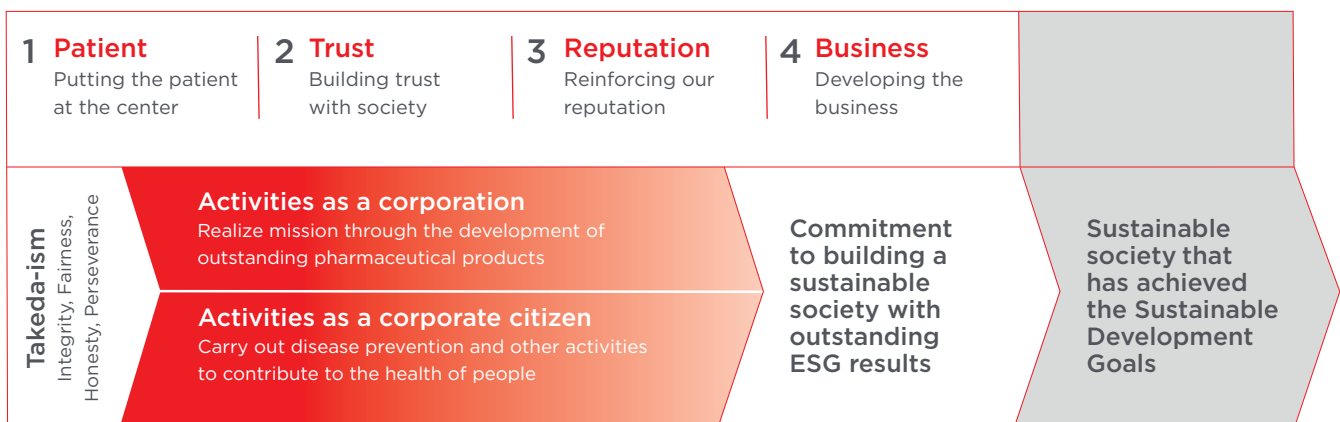 1 Patient
Putting the patient
at the center
2 Trust
Building trust
with society
3 Reputation
Reinforcing our
reputation
4 Business
Developing the
business
Takeda-ism
Integrity, Fairness,
Honesty, Perseverance
Activities as a corporation
Realize mission through the development of
outstanding pharmaceutical products
Activities as a corporate citizen
Carry out disease prevention and other activities
to contribute to the health of people
Commitment
to building a
sustainable
society with
outstanding
ESG results
Sustainable
society that
has achieved
the Sustainable
Development
Goals